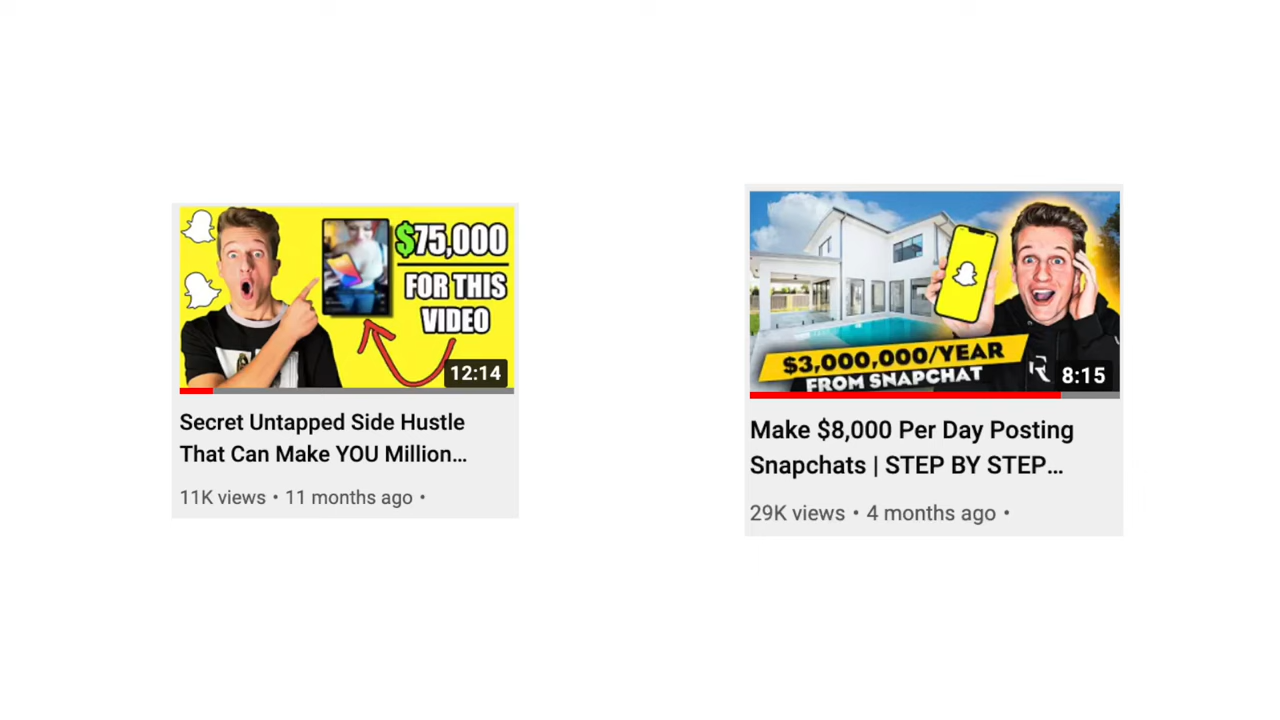 $75,000
FOR THIS
VIDEO
12:14
Secret Untapped Side Hustle
That Can Make YOU Million...
11K views • 11 months ago •
$3,000,000/YEAR
FROM SNAPCHAT
8:15
Make $8,000 Per Day Posting
Snapchats | STEP BY STEP...
29K views • 4 months ago •